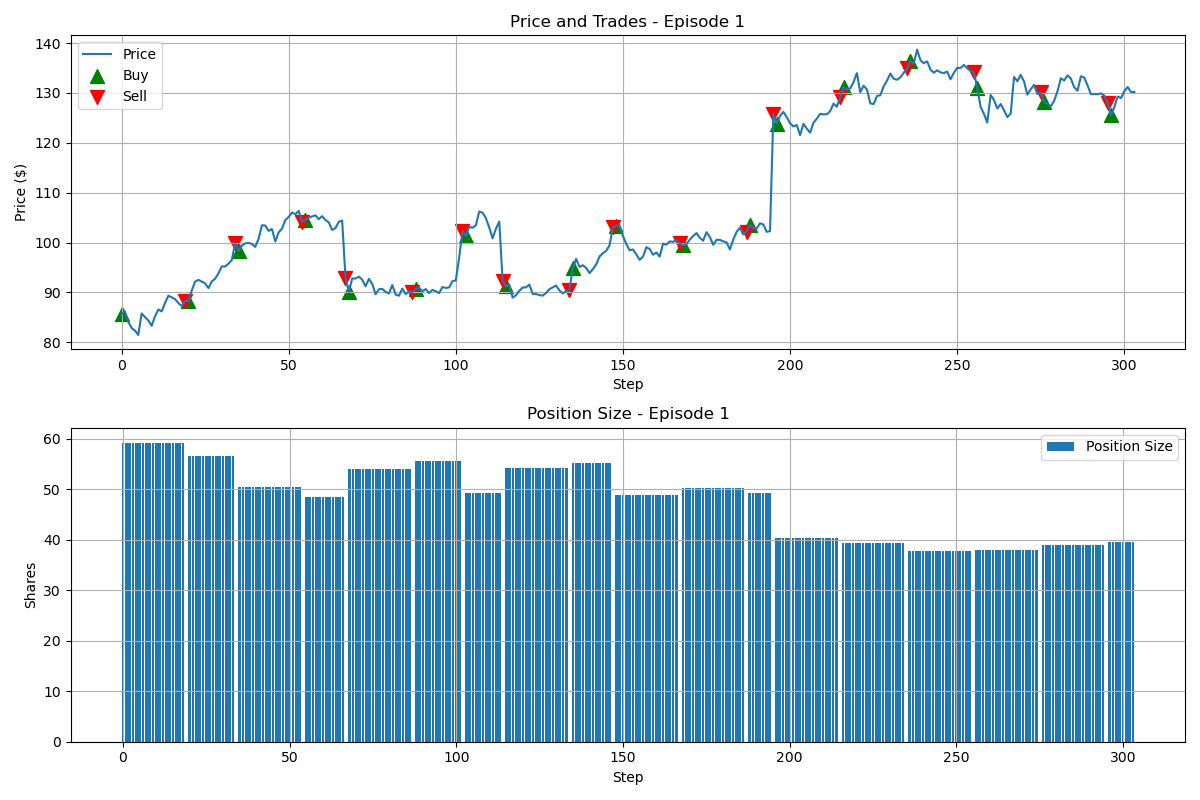 Price and Trades - Episode 1
Price ($)
140
130
120
110
100
90
80
Price
Buy
Sell
0 50 100 150 200 250 300
Step
Position Size - Episode 1
Shares
60
50
40
30
20
10
0
Position Size
0 50 100 150 200 250 300
Step